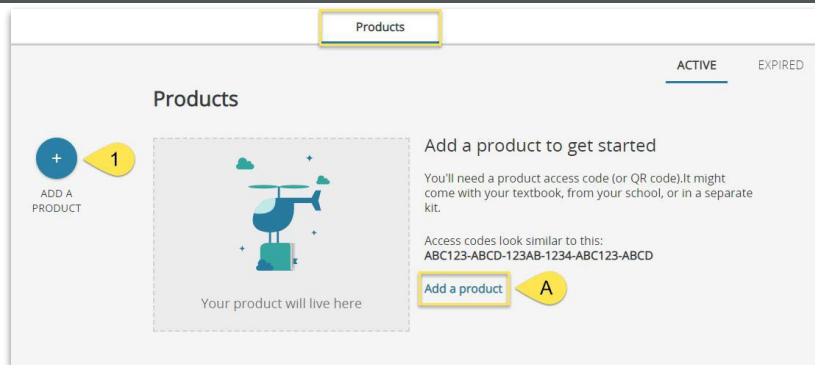 Products
ACTIVE EXPIRED
Products
+ 1
ADD A
PRODUCT
Your product will live here
Add a product to get started
You'll need a product access code (or QR code).It might
come with your textbook, from your school, or in a separate
kit.
Access codes look similar to this:
ABC123-ABCD-123AB-1234-ABC123-ABCD
Add a product A